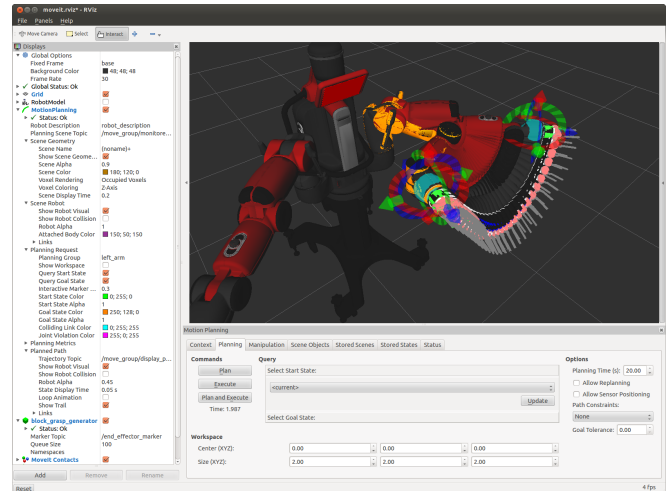 moveit.rviz* - RViz
File Panels Help
Move Camera Select Interact
Displays
Global Options
Fixed Frame base
Background Color 48; 48; 48
Frame Rate 30
Global Status: Ok
Grid
RobotModel
MotionPlanning
Status: Ok
Robot Description robot_description
Planning Scene Topic /move_group/monitore...
Scene Geometry
Scene Name (noname)+
Show Scene Geome...
Scene Alpha 0.9
Scene Color 180; 120; 0
Voxel Rendering Occupied Voxels
Voxel Coloring Z-Axis
Scene Display Time 0.2
Scene Robot
Show Robot Visual
Show Robot Collision
Robot Alpha 1
Attached Body Color 150; 50; 150
Links
Planning Request
Planning Group left_arm
Show Workspace
Query Start State
Query Goal State
Interactive Marker ... 0.3
Start State Color 0; 255; 0
Start State Alpha 1
Goal State Color 250; 128; 0
Goal State Alpha 1
Colliding Link Color 0; 255; 255
Joint Violation Color 255; 0; 255
Planning Metrics
Planned Path
Trajectory Topic /move_group/display_p...
Show Robot Visual
Show Robot Collision
Robot Alpha 0.45
State Display Time 0.05 s
Loop Animation
Show Trail
Links
block_grasp_generator
Status: Ok
Marker Topic /end_effector_marker
Queue Size 100
Namespaces
MoveIt Contacts
Add Remove Rename
Reset
Motion Planning
Context Planning Manipulation Scene Objects Stored Scenes Stored States Status
Commands
Plan
Execute
Plan and Execute
Time: 1.987
Query
Select Start State:
<current>
Update
Select Goal State:
Workspace
Center (XYZ): 0.00 0.00 0.00
Size (XYZ): 2.00 2.00 2.00
Options
Planning Time (s): 20.00
Allow Replanning
Allow Sensor Positioning
Path Constraints:
None
Goal Tolerance: 0.00
4 fps